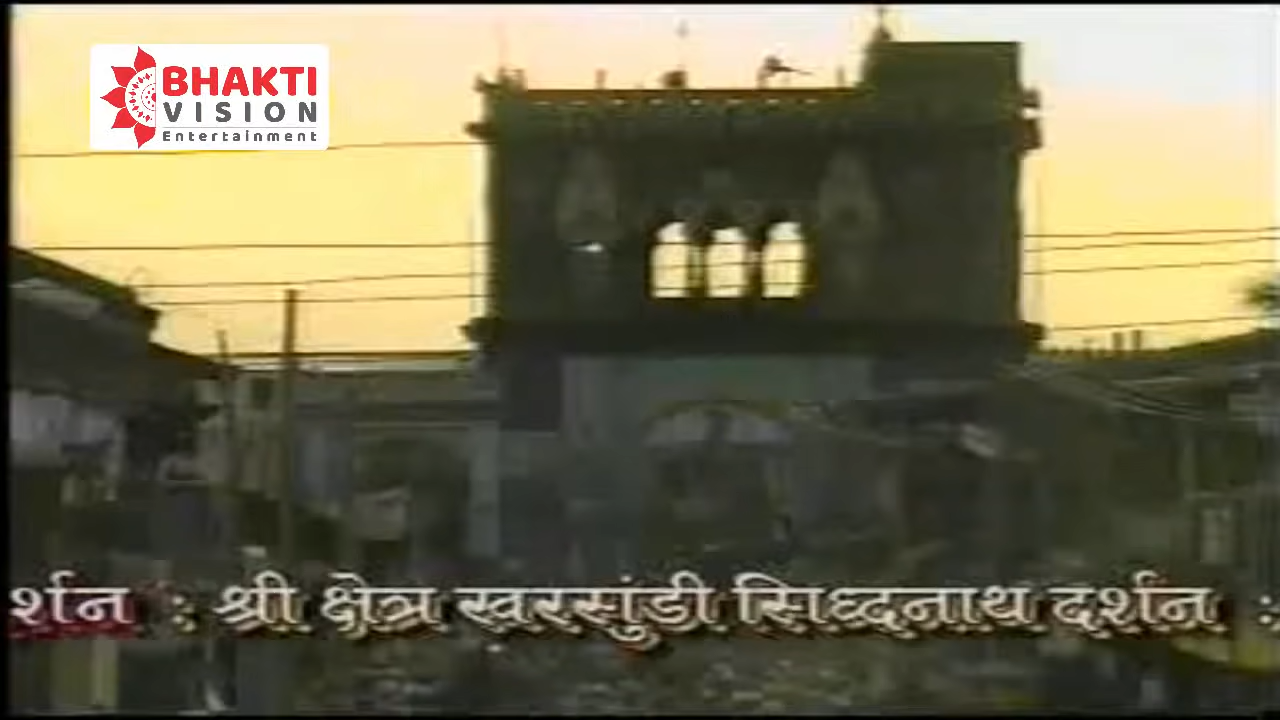 BHAKTI
VISION
Entertainment
र्शन : श्री क्षेत्र खरसुंडी सिध्दनाथ दर्शन :